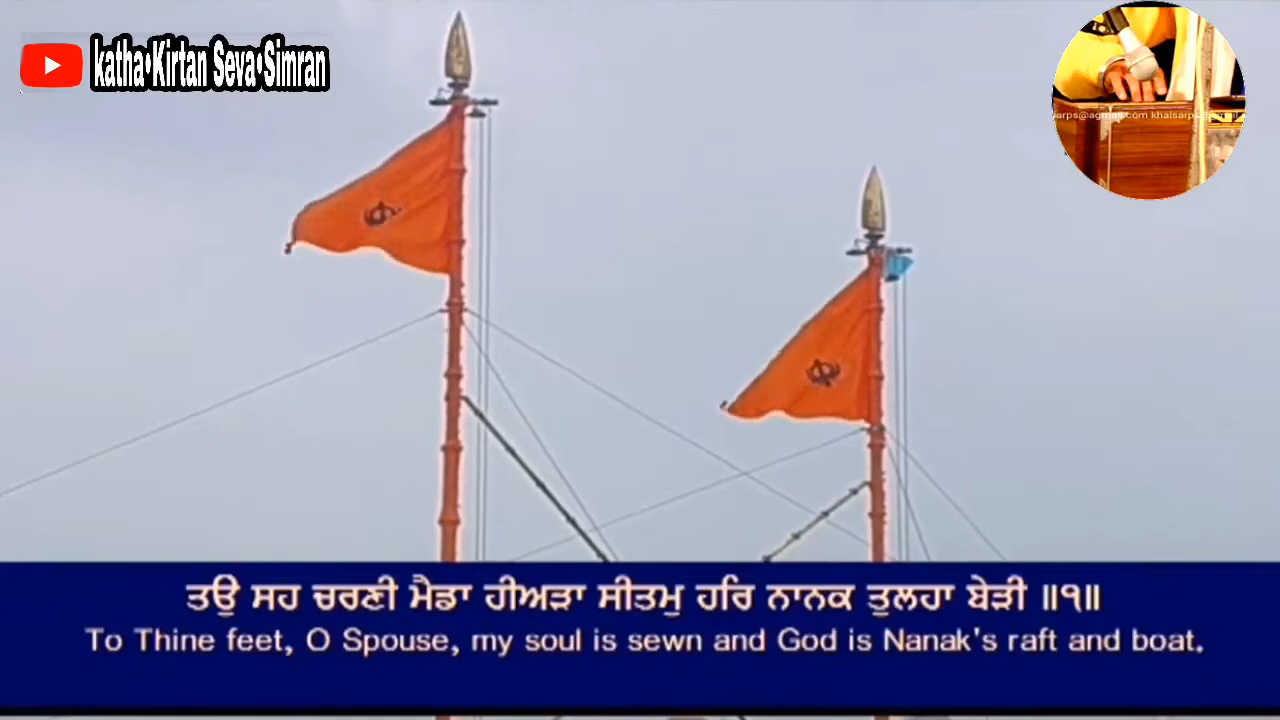 katha•Kirtan Seva•Simran
ਤਉ ਸਹ ਚਰਣੀ ਮੈਡਾ ਹੀਅੜਾ ਸੀਤਮੁ ਹਰਿ ਨਾਨਕ ਤੁਲਹਾ ਬੇੜੀ ॥੧॥
To Thine feet, O Spouse, my soul is sewn and God is Nanak's raft and boat.